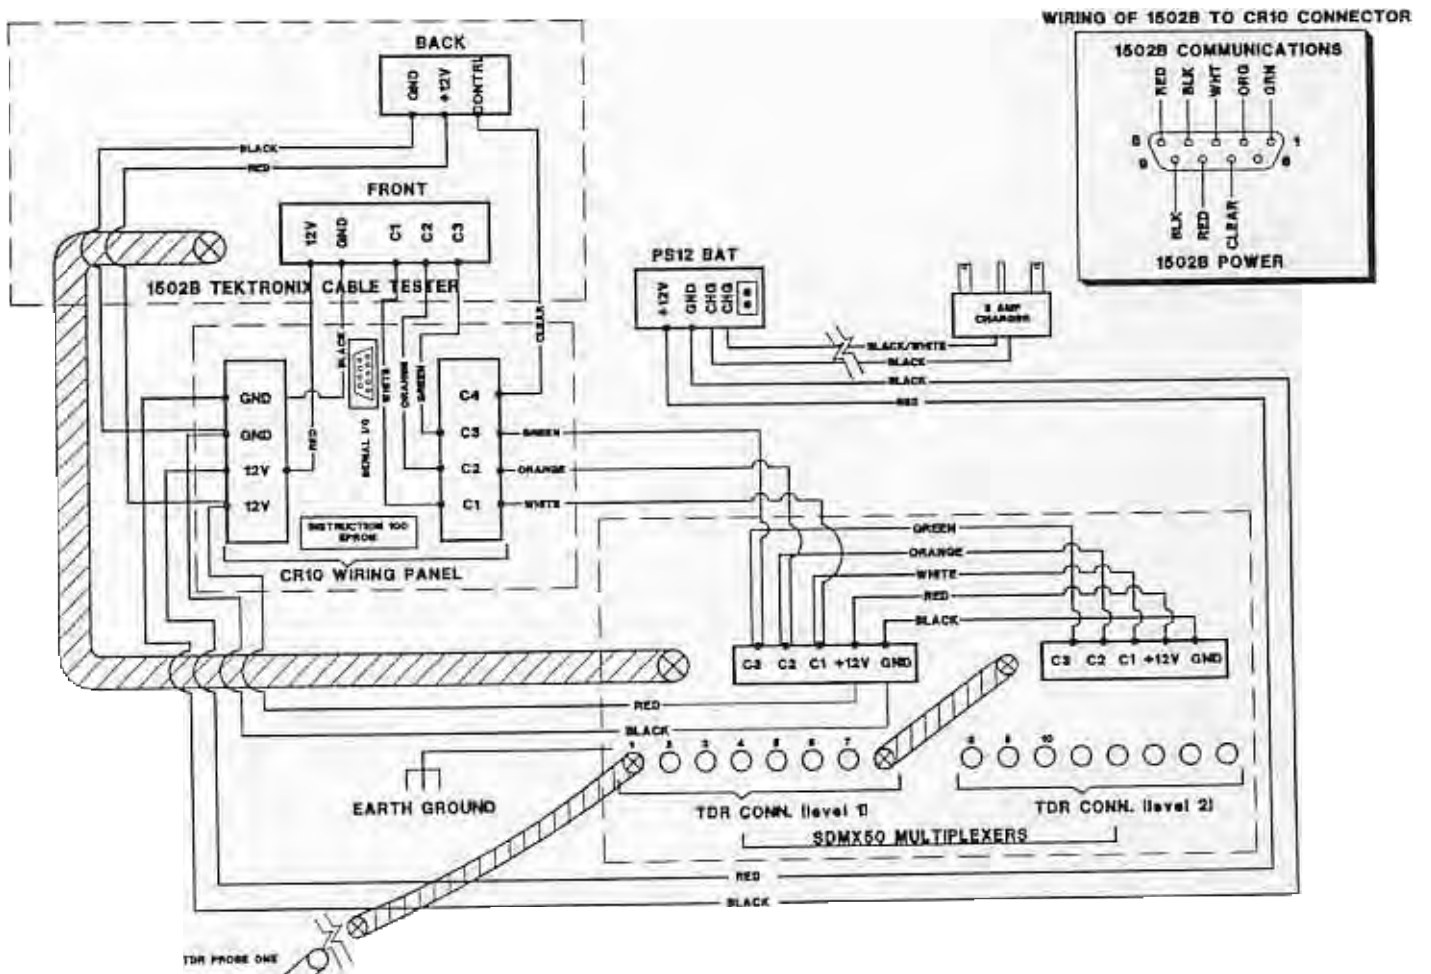 WIRING OF 1502B TO CR10 CONNECTOR
1502B COMMUNICATIONS
RED BLK WHT ORG GRN
1
9
BLK RED CLEAR
1502B POWER
BACK
GND +12V CONTRL
BLACK
RED
FRONT
12V GND C1 C2 C3
1502B TEKTRONIX CABLE TESTER
CLEAR
BLACK
WHITE
ORANGE
GREEN
RED
SERIAL I/O
GND
GND
12V
12V
C4
C3
C2
C1
INSTRUCTION 100
EPROM
CR10 WIRING PANEL
PS12 BAT
+12V GND CHG CHG
AMP
CHARGER
BLACK/WHITE
BLACK
BLACK
RED
GREEN
ORANGE
WHITE
GREEN
ORANGE
WHITE
RED
BLACK
C3 C2 C1 +12V GND
C3 C2 C1 +12V GND
RED
BLACK
1 2 3 4 5 6 7
9 10
EARTH GROUND
TDR CONN. (level 1)
TDR CONN. (level 2)
SDMX50 MULTIPLEXERS
RED
BLACK
TDR PROBE ONE